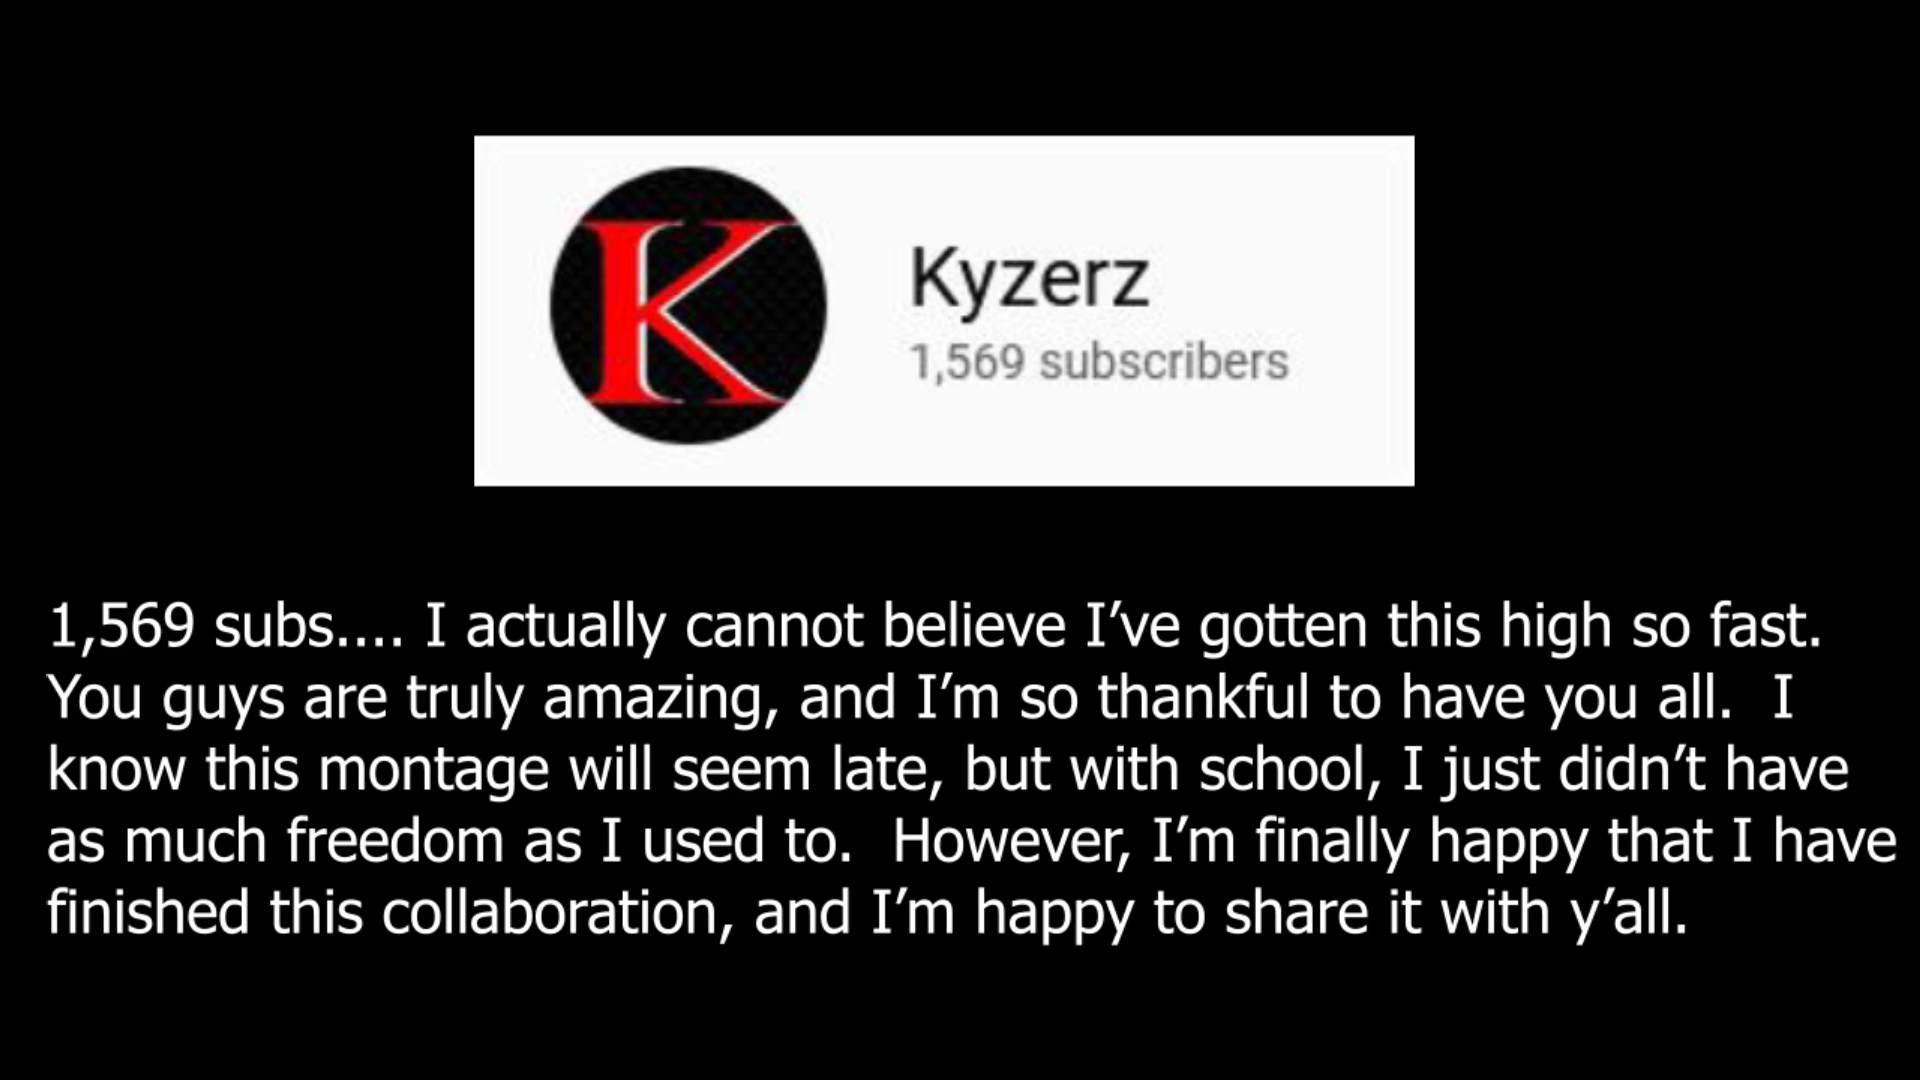 K
Kyzerz
1,569 subscribers
1,569 subs.... I actually cannot believe I’ve gotten this high so fast.
You guys are truly amazing, and I’m so thankful to have you all.  I
know this montage will seem late, but with school, I just didn’t have
as much freedom as I used to.  However, I’m finally happy that I have
finished this collaboration, and I’m happy to share it with y’all.